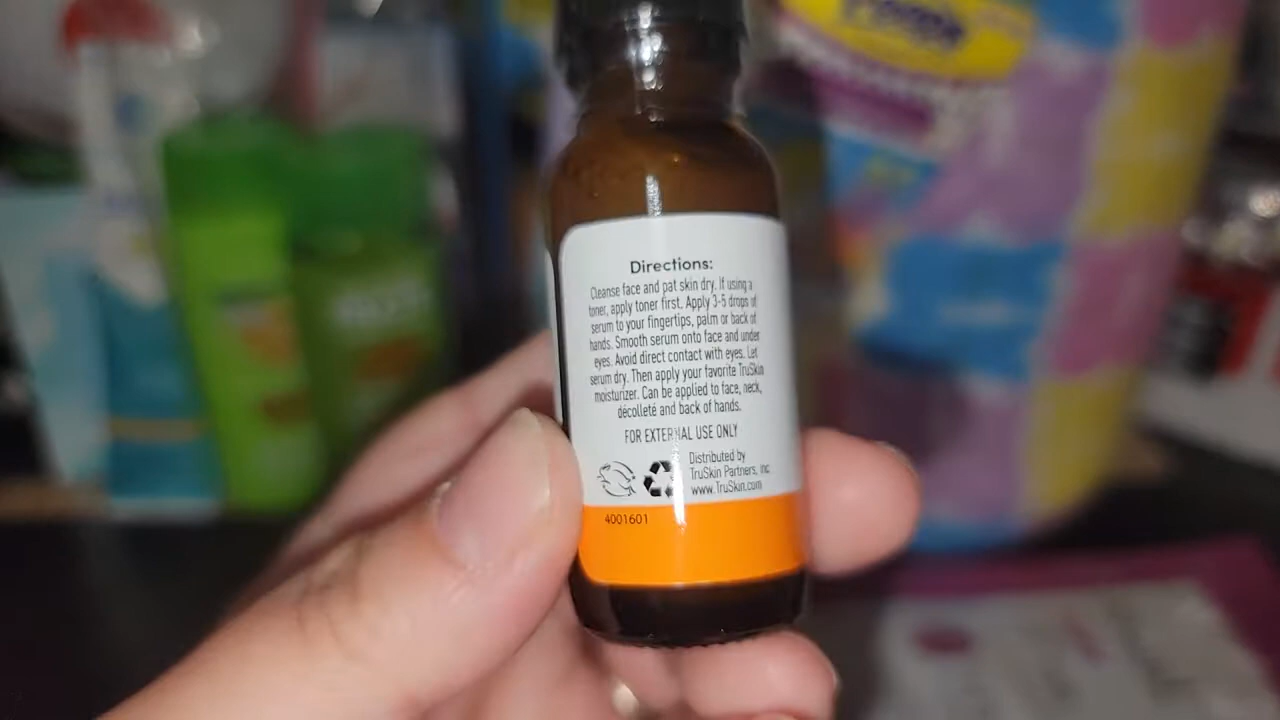 Directions:
Cleanse face and pat skin dry. If using a
toner, apply toner first. Apply 3-5 drops of
serum to your fingertips, palm or back of
hands. Smooth serum onto face and under
eyes. Avoid direct contact with eyes. Let
serum dry. Then apply your favorite TruSkin
moisturizer. Can be applied to face, neck,
décolleté and back of hands.
FOR EXTERNAL USE ONLY
Distributed by
TruSkin Partners, Inc
www.TruSkin.com
4001601